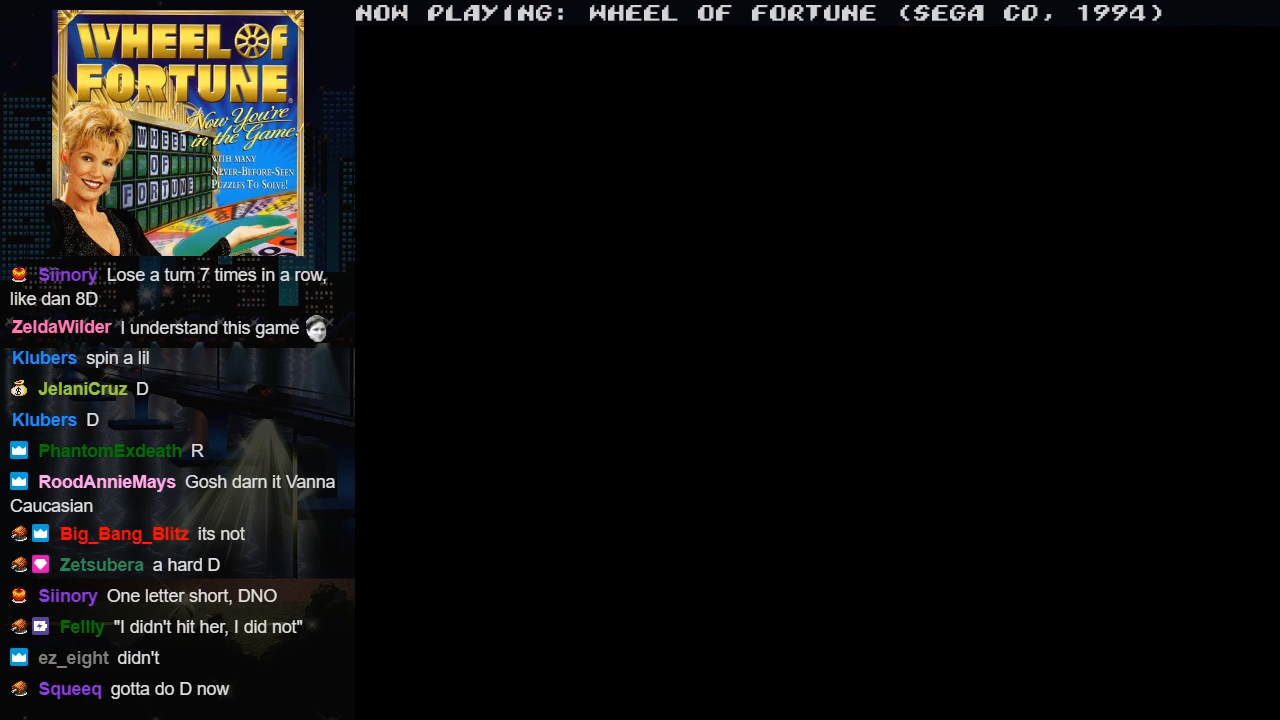 NOW PLAYING: WHEEL OF FORTUNE (SEGA CD, 1994)
WHEEL OF
FORTUNE
Now You're
in the Game!
WITH MANY
NEVER-BEFORE-SEEN
PUZZLES TO SOLVE!
WHEEL
OF
FORTUNE
Siinory Lose a turn 7 times in a row,
like dan 8D
ZeldaWilder I understand this game
Klubers spin a lil
JelaniCruz D
Klubers D
PhantomExdeath R
RoodAnnieMays Gosh darn it Vanna
Caucasian
Big_Bang_Blitz its not
Zetsubera a hard D
Siinory One letter short, DNO
Fellly "I didn't hit her, I did not"
ez_eight didn't
Squeeq gotta do D now